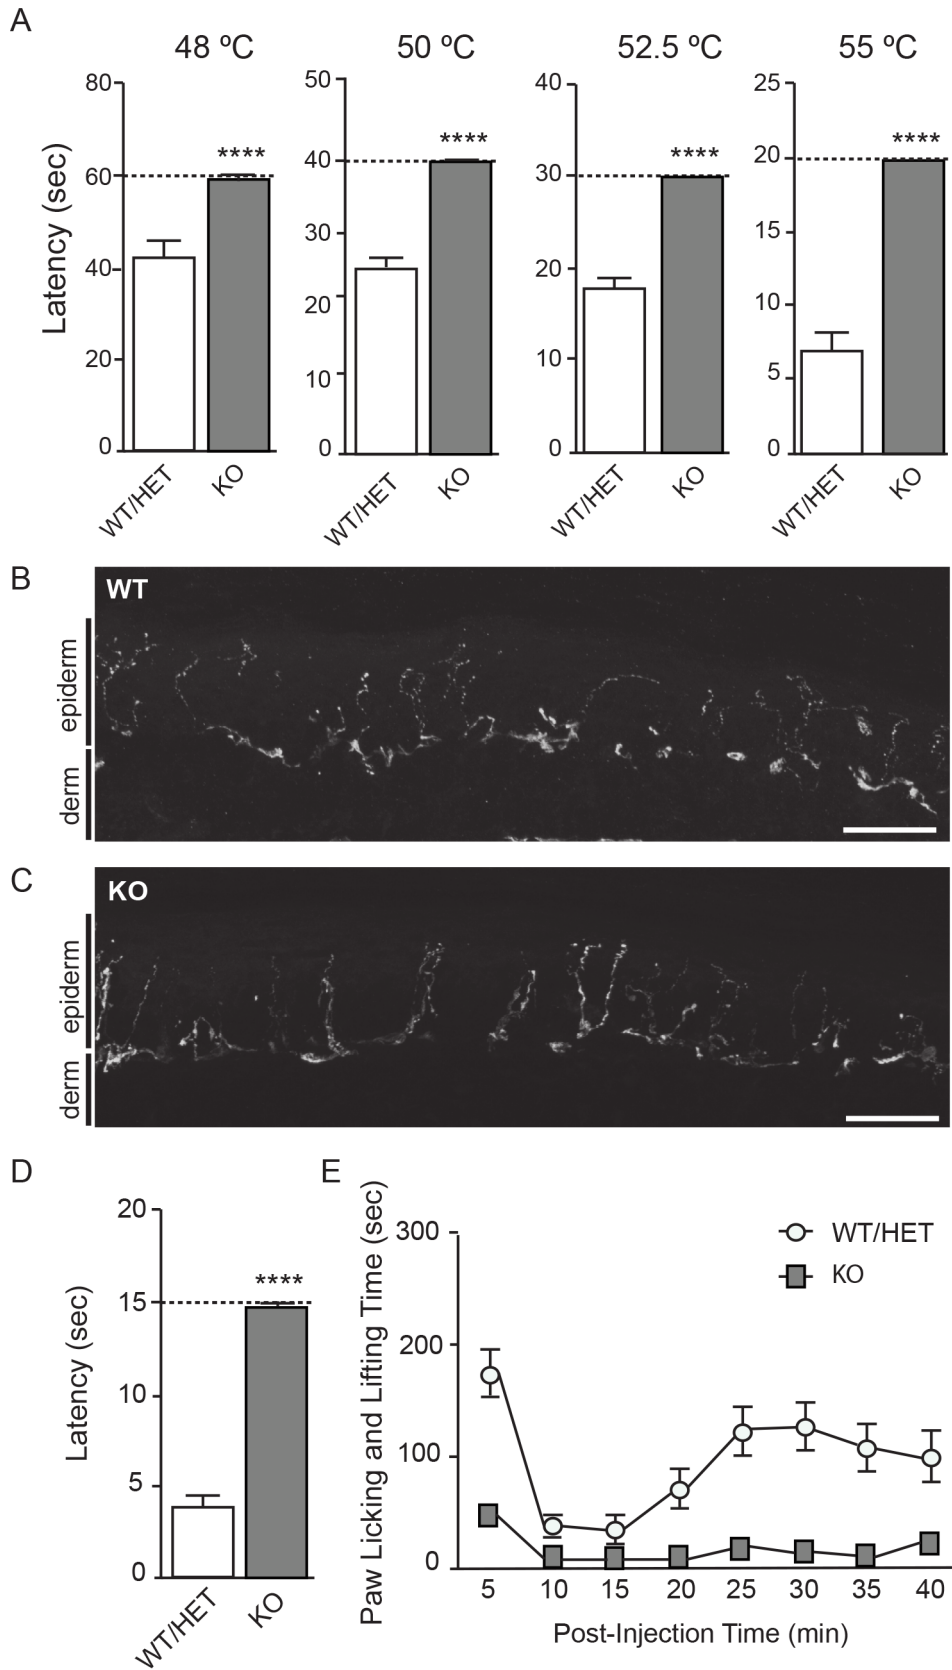 A
48 ºC
50 ºC
52.5 ºC
55 ºC
Latency (sec)
80
60
40
20
0
****
WT/HET
KO
50
40
30
20
10
0
****
WT/HET
KO
40
30
20
10
0
****
WT/HET
KO
25
20
15
10
5
0
****
WT/HET
KO
B
WT
epiderm
derm
C
KO
epiderm
derm
D
Latency (sec)
20
15
10
5
0
****
WT/HET
KO
E
Paw Licking and Lifting Time (sec)
300
200
100
0
WT/HET
KO
5 10 15 20 25 30 35 40
Post-Injection Time (min)